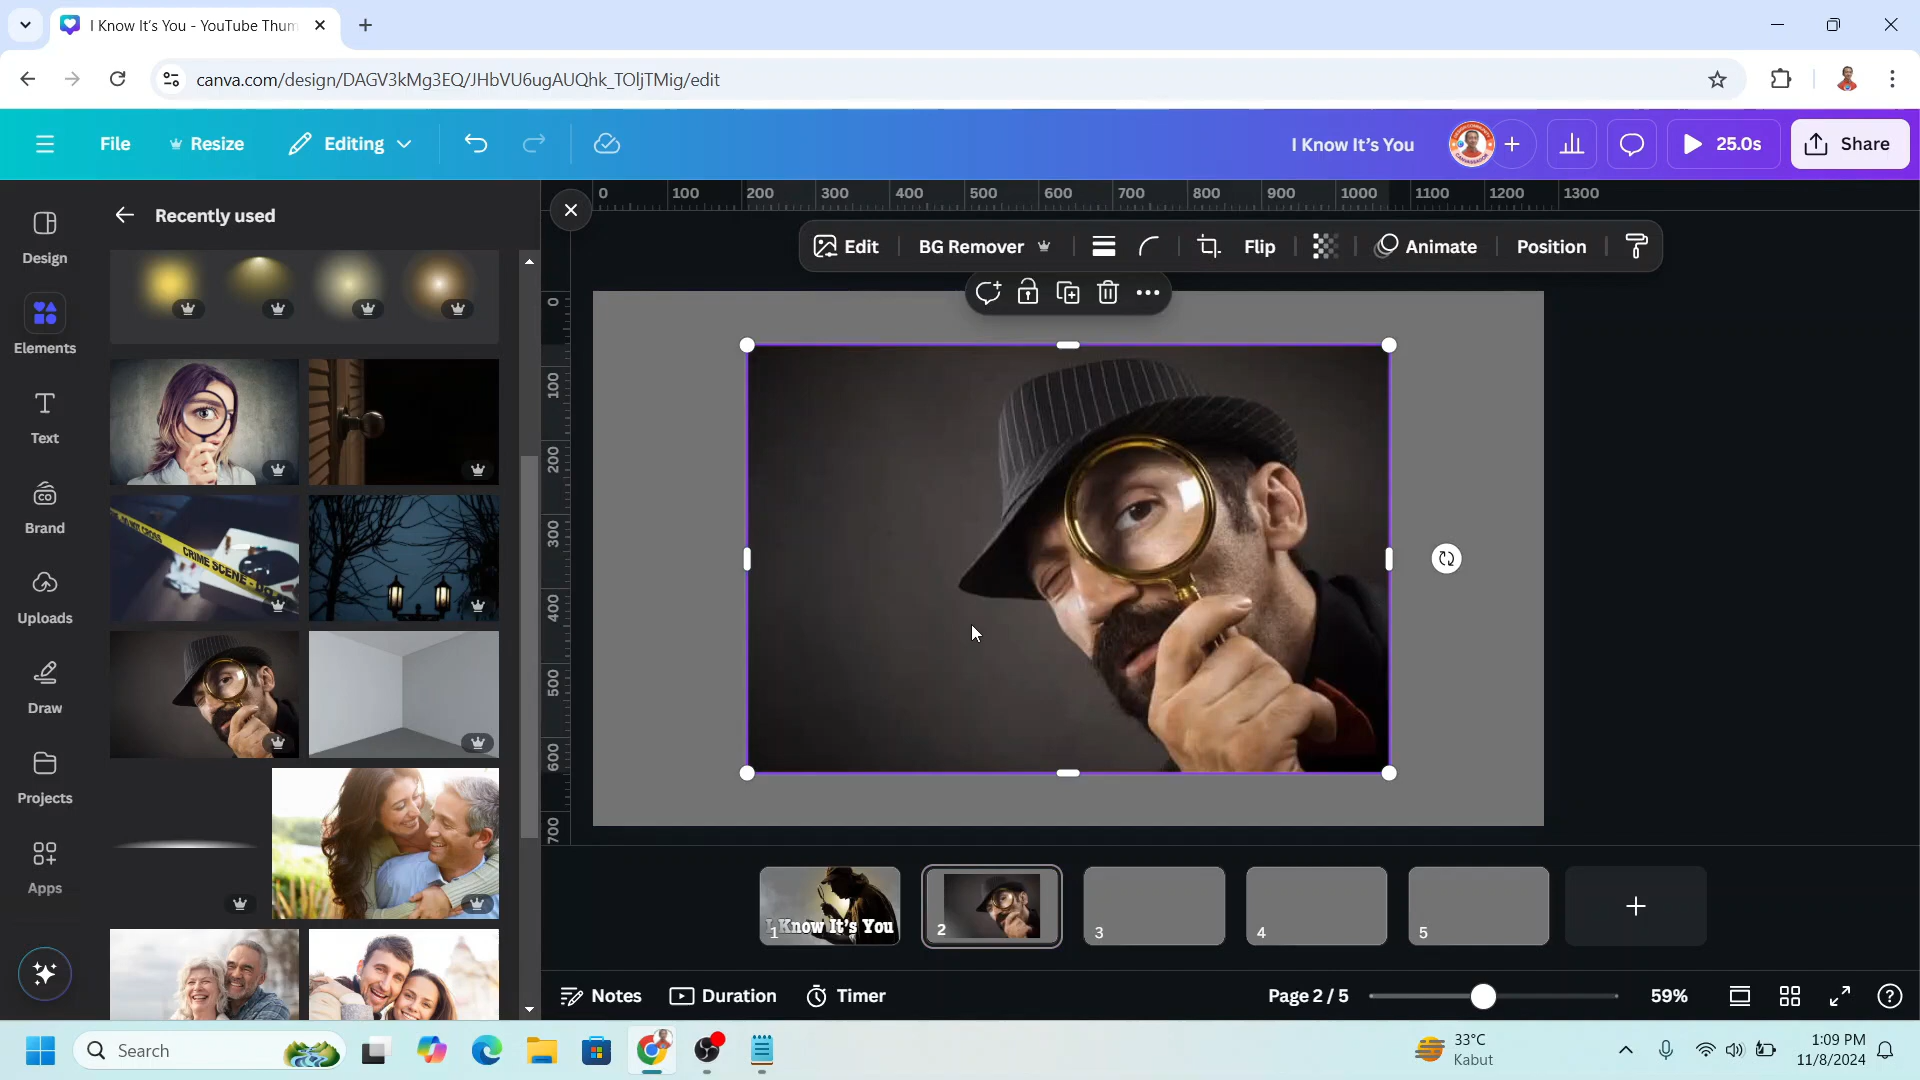 I Know It's You - YouTube Thum
canva.com/design/DAGV3kMg3EQ/JHbVU6ugAUQhk_TOljTMig/edit
File
Resize
Editing
I Know It's You
25.0s
Share
Design
Elements
Text
Brand
Uploads
Draw
Projects
Apps
Recently used
CRIME SCENE - DO
0 100 200 300 400 500 600 700 800 900 1000 1100 1200 1300
0 100 200 300 400 500 600 700
Edit
BG Remover
Flip
Animate
Position
I Know It's You
1
2
3
4
5
Notes
Duration
Timer
Page 2 / 5
59%
Search
33°C
Kabut
1:09 PM
11/8/2024